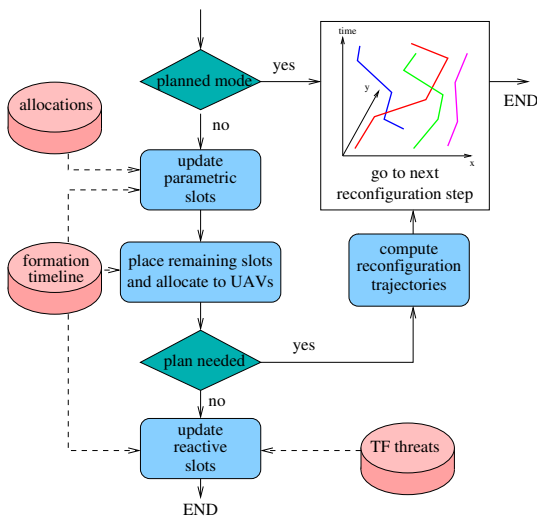 time
planned mode
yes
y
x
END
allocations
no
go to next
reconfiguration step
update
parametric
slots
formation
timeline
place remaining slots
and allocate to UAVs
compute
reconfiguration
trajectories
yes
plan needed
no
update
reactive
slots
TF threats
END